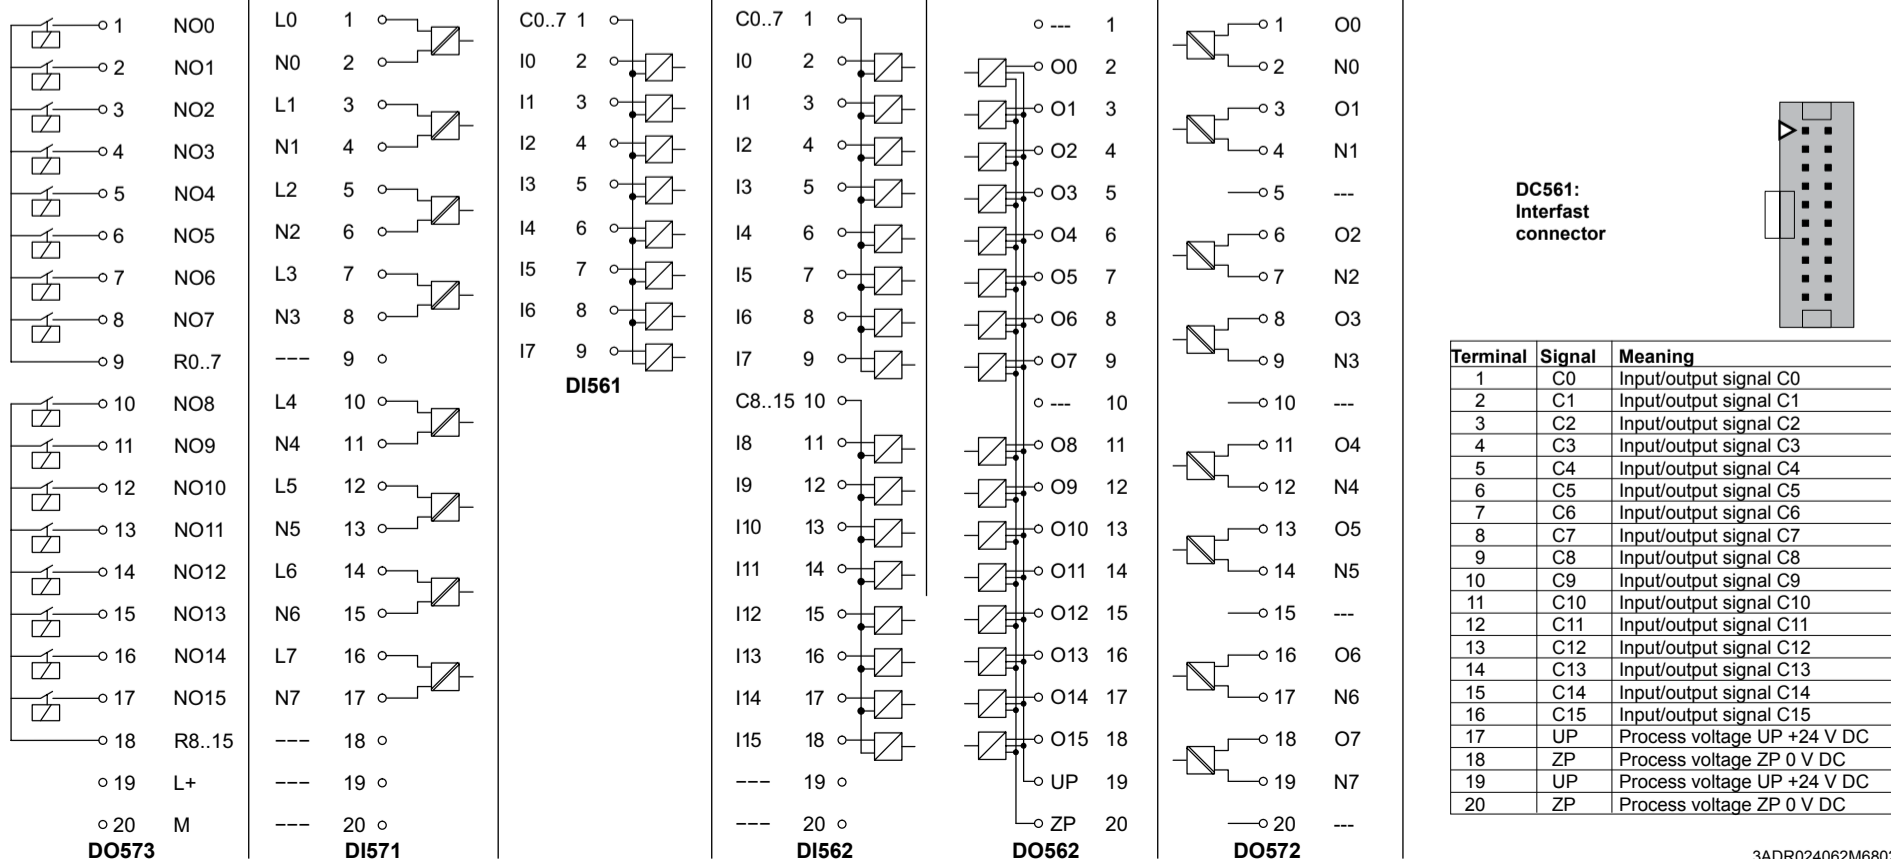 1 NO0
2 NO1
3 NO2
4 NO3
5 NO4
6 NO5
7 NO6
8 NO7
9 R0..7
10 NO8
11 NO9
12 NO10
13 NO11
14 NO12
15 NO13
16 NO14
17 NO15
18 R8..15
19 L+
20 M
DO573
L0 1
N0 2
L1 3
N1 4
L2 5
N2 6
L3 7
N3 8
--- 9
L4 10
N4 11
L5 12
N5 13
L6 14
N6 15
L7 16
N7 17
--- 18
--- 19
--- 20
DI571
C0..7 1
I0 2
I1 3
I2 4
I3 5
I4 6
I5 7
I6 8
I7 9
DI561
C0..7 1
I0 2
I1 3
I2 4
I3 5
I4 6
I5 7
I6 8
I7 9
C8..15 10
I8 11
I9 12
I10 13
I11 14
I12 15
I13 16
I14 17
I15 18
--- 19
--- 20
DI562
--- 1
O0 2
O1 3
O2 4
O3 5
O4 6
O5 7
O6 8
O7 9
--- 10
O8 11
O9 12
O10 13
O11 14
O12 15
O13 16
O14 17
O15 18
UP 19
ZP 20
DO562
1 O0
2 N0
3 O1
4 N1
5 ---
6 O2
7 N2
8 O3
9 N3
10 ---
11 O4
12 N4
13 O5
14 N5
15 ---
16 O6
17 N6
18 O7
19 N7
20 ---
DO572
DC561:
Interfast
connector
Terminal Signal Meaning
1 C0 Input/output signal C0
2 C1 Input/output signal C1
3 C2 Input/output signal C2
4 C3 Input/output signal C3
5 C4 Input/output signal C4
6 C5 Input/output signal C5
7 C6 Input/output signal C6
8 C7 Input/output signal C7
9 C8 Input/output signal C8
10 C9 Input/output signal C9
11 C10 Input/output signal C10
12 C11 Input/output signal C11
13 C12 Input/output signal C12
14 C13 Input/output signal C13
15 C14 Input/output signal C14
16 C15 Input/output signal C15
17 UP Process voltage UP +24 V DC
18 ZP Process voltage ZP 0 V DC
19 UP Process voltage UP +24 V DC
20 ZP Process voltage ZP 0 V DC